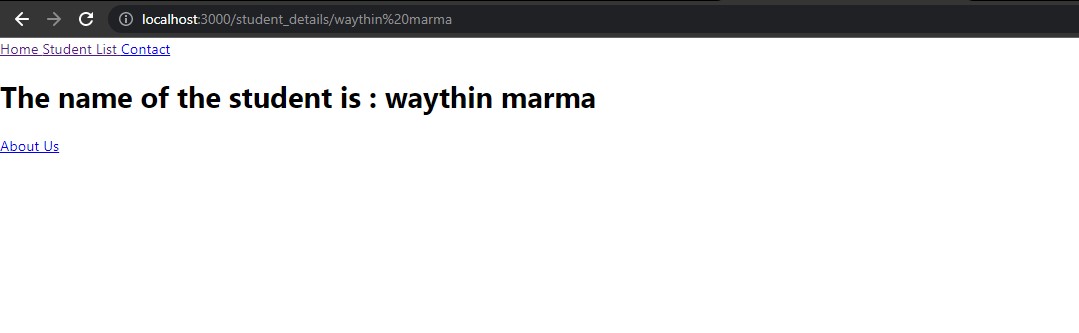 localhost:3000/student_details/waythin%20marma
Home Student List Contact
The name of the student is : waythin marma
About Us